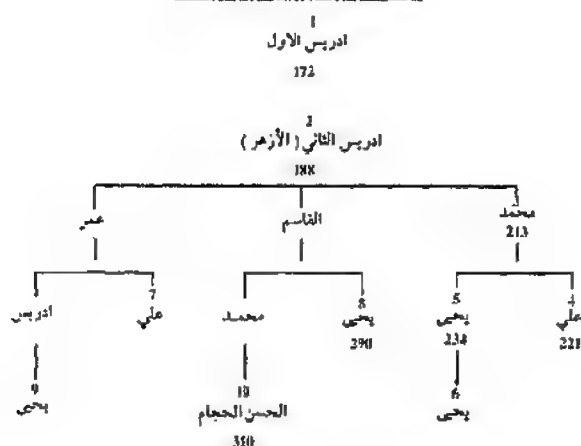 1
ادريس الاول
172
2
ادريس الثاني ( الأزهر )
188
محمد
213
القاسم
عمر
4
علي
221
5
يحيى
234
8
يحيى
290
محمد
7
علي
ادريس
6
يحيى
10
الحسن الحجام
310
9
يحيى